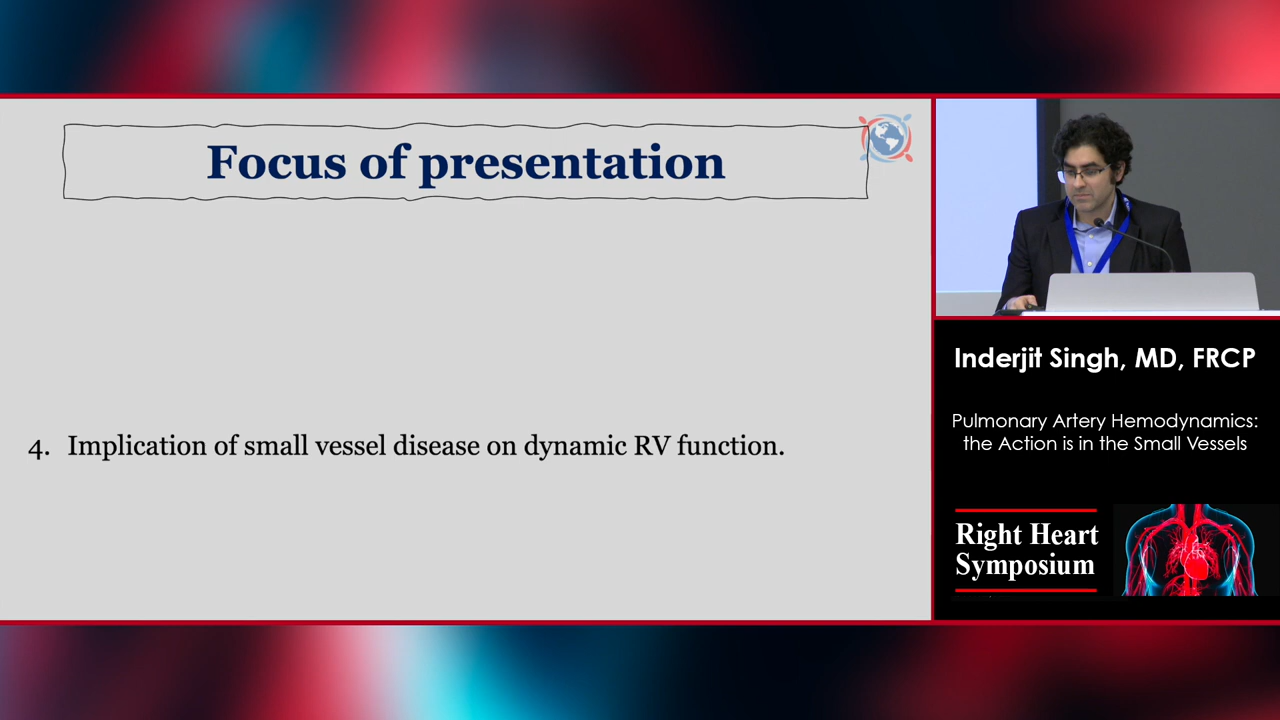 Focus of presentation
4. Implication of small vessel disease on dynamic RV function.
Inderjit Singh, MD, FRCP
Pulmonary Artery Hemodynamics:
the Action is in the Small Vessels
Right Heart
Symposium